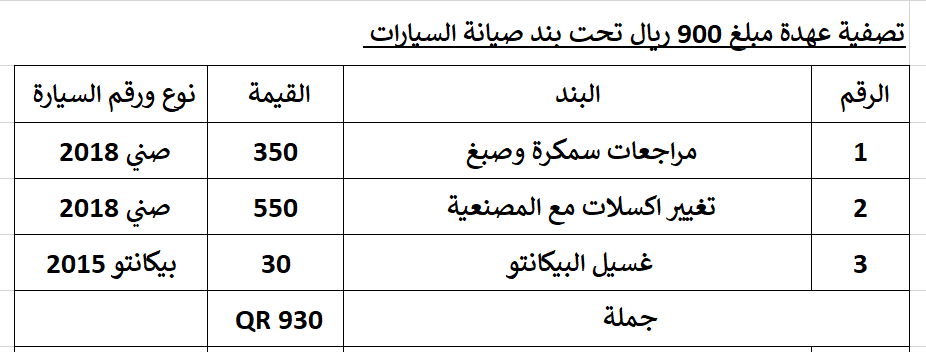 تصفية عهدة مبلغ 900 ريال تحت بند صيانة السيارات
الرقم البند القيمة نوع ورقم السيارة
1 مراجعات سمكرة وصبغ 350 صني 2018
2 تغيير اكسلات مع المصنعية 550 صني 2018
3 غسيل البيكانتو 30 بيكانتو 2015
جملة QR 930